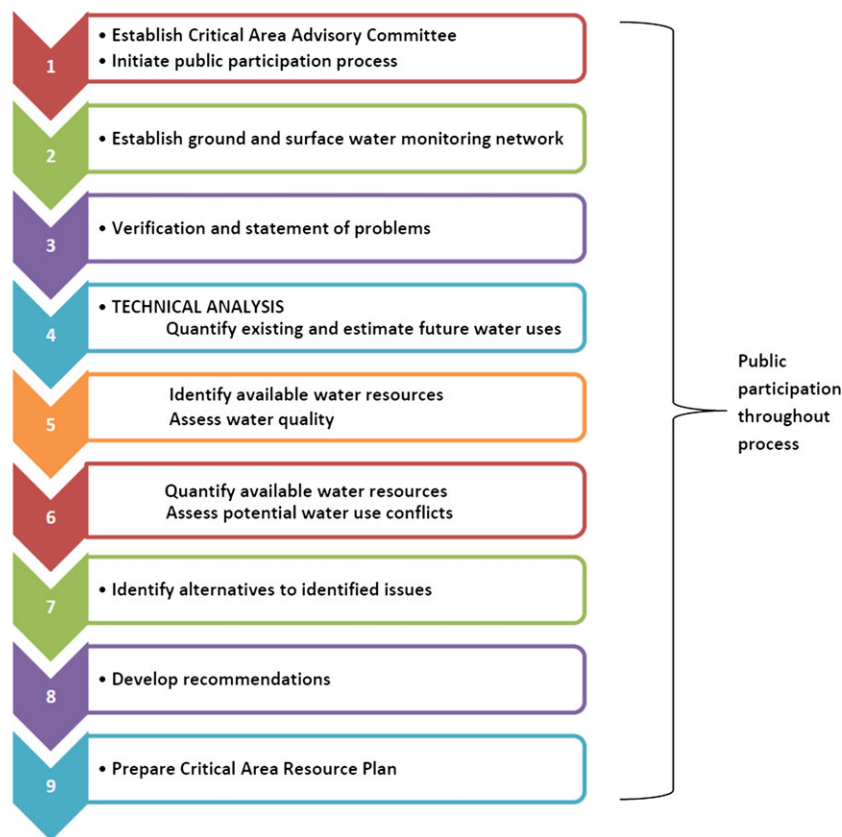 1
• Establish Critical Area Advisory Committee
• Initiate public participation process
2
• Establish ground and surface water monitoring network
3
• Verification and statement of problems
4
• TECHNICAL ANALYSIS
Quantify existing and estimate future water uses
5
Identify available water resources
Assess water quality
6
Quantify available water resources
Assess potential water use conflicts
7
• Identify alternatives to identified issues
8
• Develop recommendations
9
• Prepare Critical Area Resource Plan
Public
participation
throughout
process